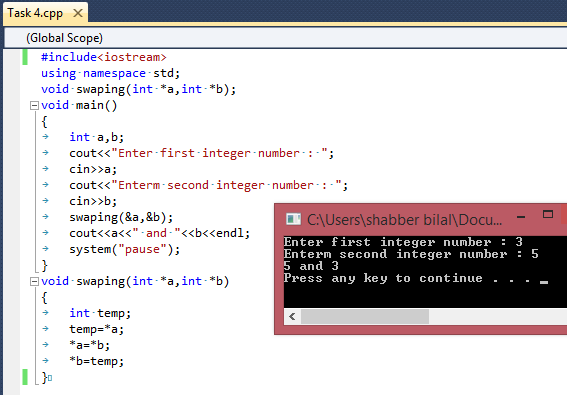 Task 4.cpp
(Global Scope)
#include<iostream>
using namespace std;
void swaping(int *a,int *b);
void main()
{
int a,b;
cout<<"Enter first integer number : ";
cin>>a;
cout<<"Enterm second integer number : ";
cin>>b;
swaping(&a,&b);
cout<<a<<" and "<<b<<endl;
system("pause");
}
void swaping(int *a,int *b)
{
int temp;
temp=*a;
*a=*b;
*b=temp;
}
C:\Users\shabber bilal\Docu...
Enter first integer number : 3
Enterm second integer number : 5
5 and 3
Press any key to continue . . . _